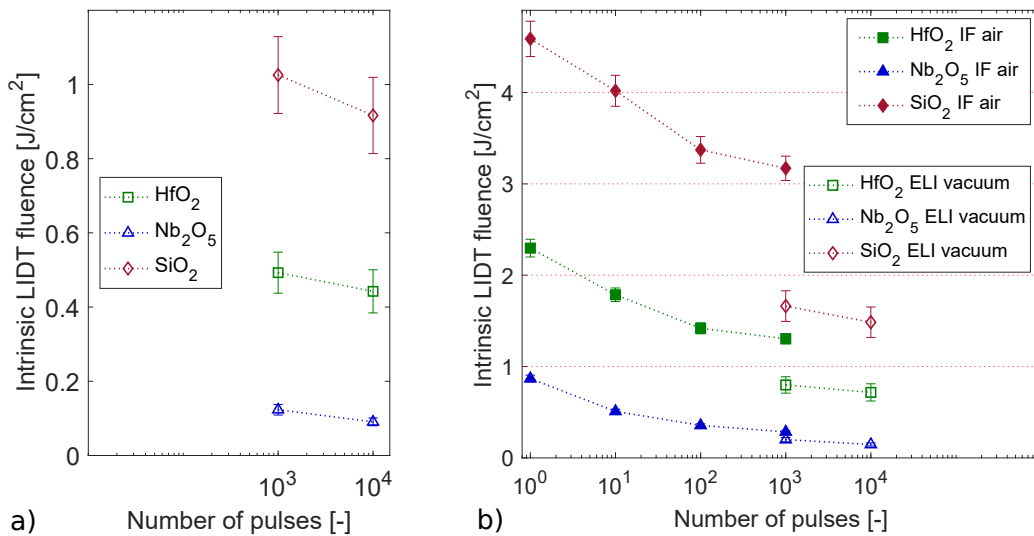 Intrinsic LIDT fluence [J/cm²]
1
0.8
0.6
0.4
0.2
0
HfO₂
Nb₂O₅
SiO₂
10³ 10⁴
Number of pulses [-]
a)
Intrinsic LIDT fluence [J/cm²]
4
3
2
1
0
HfO₂ IF air
Nb₂O₅ IF air
SiO₂ IF air
HfO₂ ELI vacuum
Nb₂O₅ ELI vacuum
SiO₂ ELI vacuum
10⁰ 10¹ 10² 10³ 10⁴
Number of pulses [-]
b)